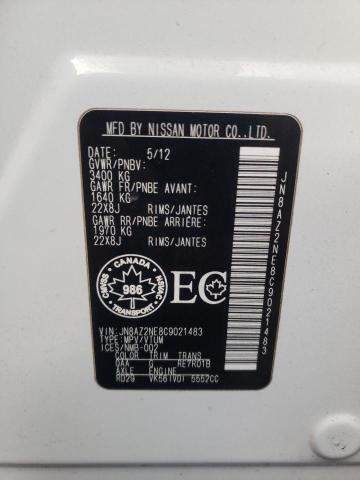 MFD BY NISSAN MOTOR CO.,LTD.
DATE: 5/12
GVWR/PNBV:
3400 KG
GAWR FR/PNBE AVANT:
1640 KG
22X8J RIMS/JANTES
GAWR RR/PNBE ARRIÈRE:
1970 KG
22X8J RIMS/JANTES
CANADA
CMVSS 986 NSVAC
TRANSPORT
EC
VIN: JN8AZ2NE8C9021483
TYPE: MPV/VTUM
ICES/NMB-002
COLOR TRIM TRANS
QAA G RE7R01B
AXLE ENGINE
RD29 VK56(VD) 5552CC
JN8AZ2NE8C9021483